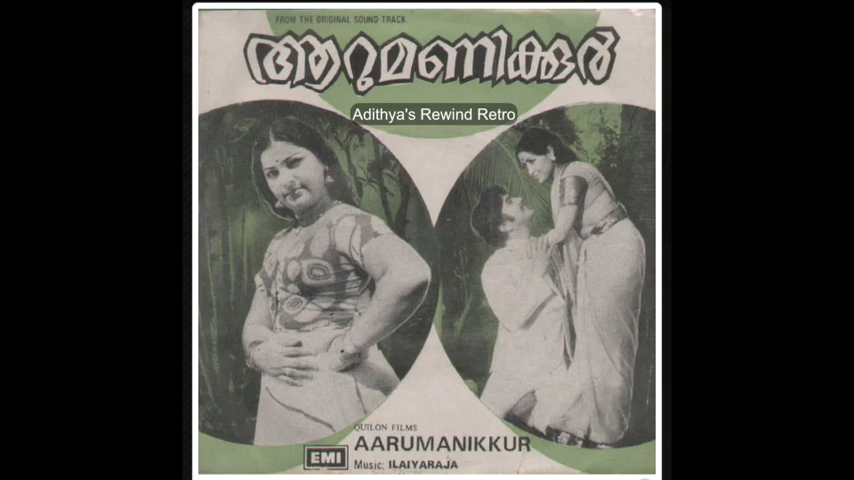 FROM THE ORIGINAL SOUND TRACK
ആറുമണിക്കൂർ
Adithya's Rewind Retro
QUILON FILMS
AARUMANIKKUR
EMI
Music: ILAIYARAJA